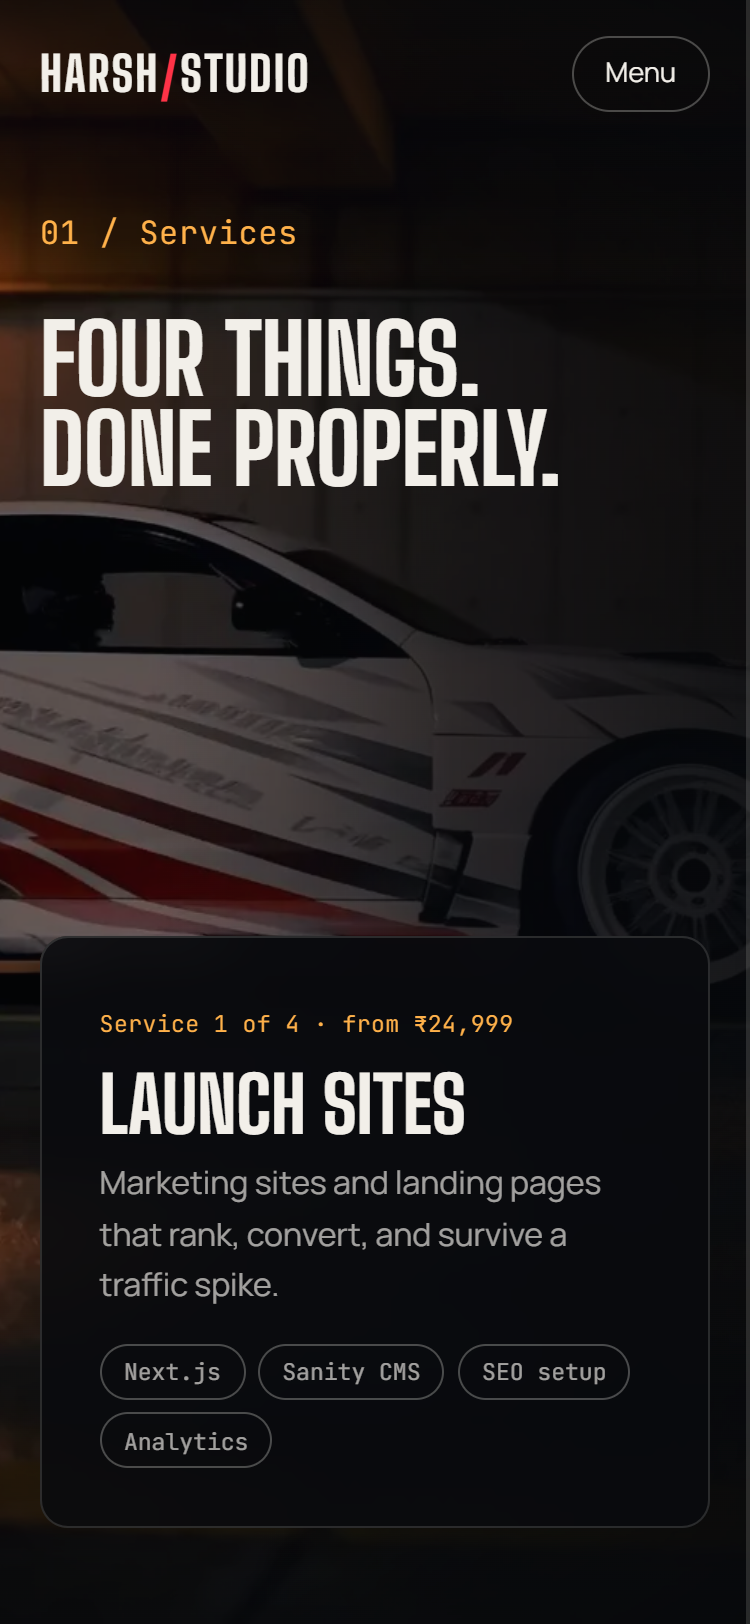 HARSH/STUDIO
Menu
01 / Services
FOUR THINGS.
DONE PROPERLY.
Service 1 of 4 · from ₹24,999
LAUNCH SITES
Marketing sites and landing pages
that rank, convert, and survive a
traffic spike.
Next.js
Sanity CMS
SEO setup
Analytics